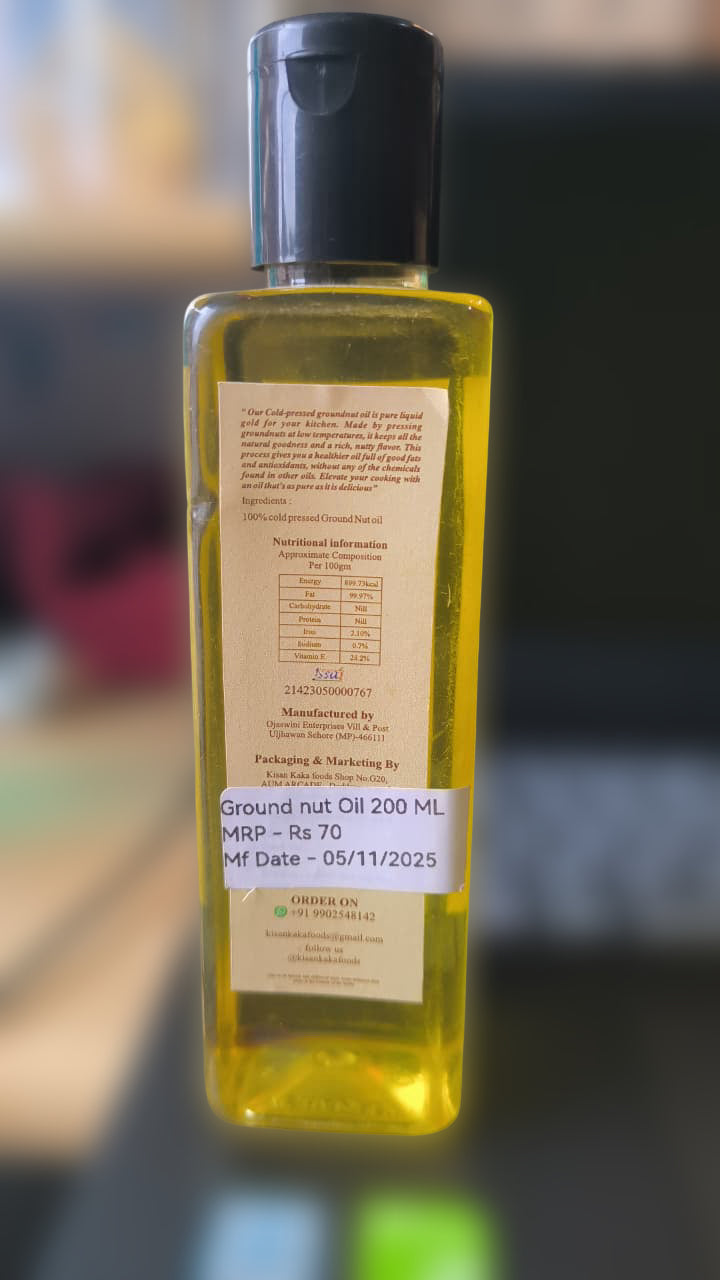 "Our Cold-pressed groundnut oil is pure liquid
gold for your kitchen. Made by pressing
groundnuts at low temperatures, it keeps all the
natural goodness and a rich, nutty flavor. This
process gives you a healthier oil full of good fats
and antioxidants, without any of the chemicals
found in other oils. Elevate your cooking with
an oil that's as pure as it is delicious"
Ingredients :
100% cold pressed Ground Nut oil
Nutritional information
Approximate Composition
Per 100gm
Energy 899.73kcal
Fat 99.97%
Carbohydrate Nill
Protein Nill
Iron 2.10%
Sodium 0.7%
Vitamin E 24.2%
fssai
21423050000767
Manufactured by
Ojaswini Enterprises Vill & Post
Uljhawan Sehore (MP)-466111
Packaging & Marketing By
Kisan Kaka foods Shop No.G20,
AUM ARCADE
Ground nut Oil 200 ML
MRP - Rs 70
Mf Date - 05/11/2025
ORDER ON
+91 9902548142
kisankakafoods@gmail.com
follow us
@kisankakafoods